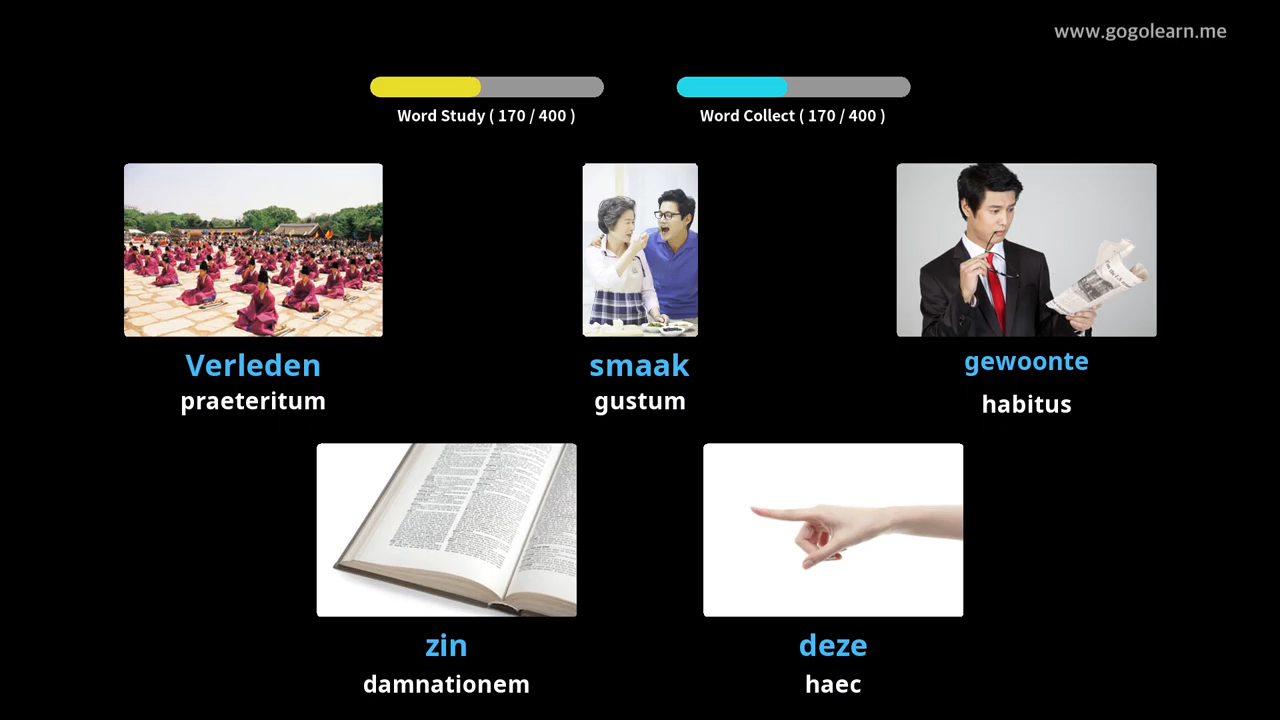 www.gogolearn.me
Word Study ( 170 / 400 )
Word Collect ( 170 / 400 )
Verleden
praeteritum
smaak
gustum
gewoonte
habitus
zin
damnationem
deze
haec